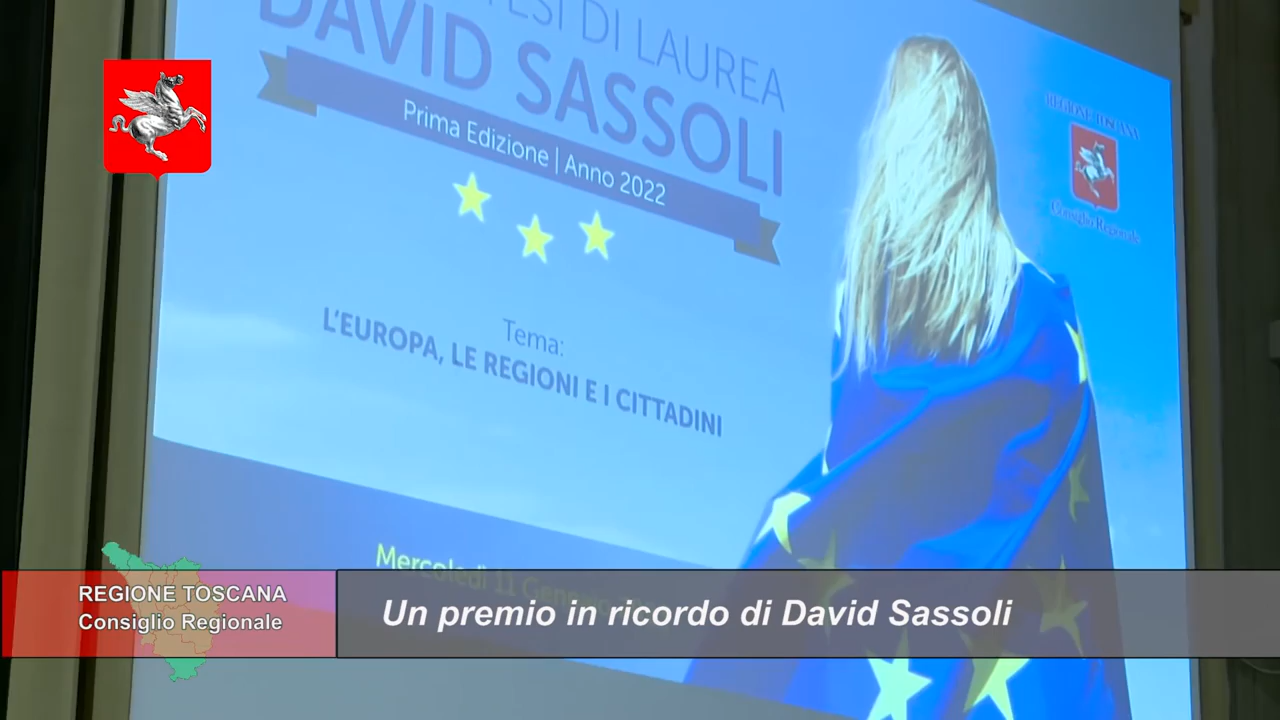 TESI DI LAUREA
DAVID SASSOLI
Prima Edizione | Anno 2022
Tema:
L'EUROPA, LE REGIONI E I CITTADINI
REGIONE TOSCANA
Consiglio Regionale
Mercoledì 11 Gennaio
REGIONE TOSCANA
Consiglio Regionale
Un premio in ricordo di David Sassoli